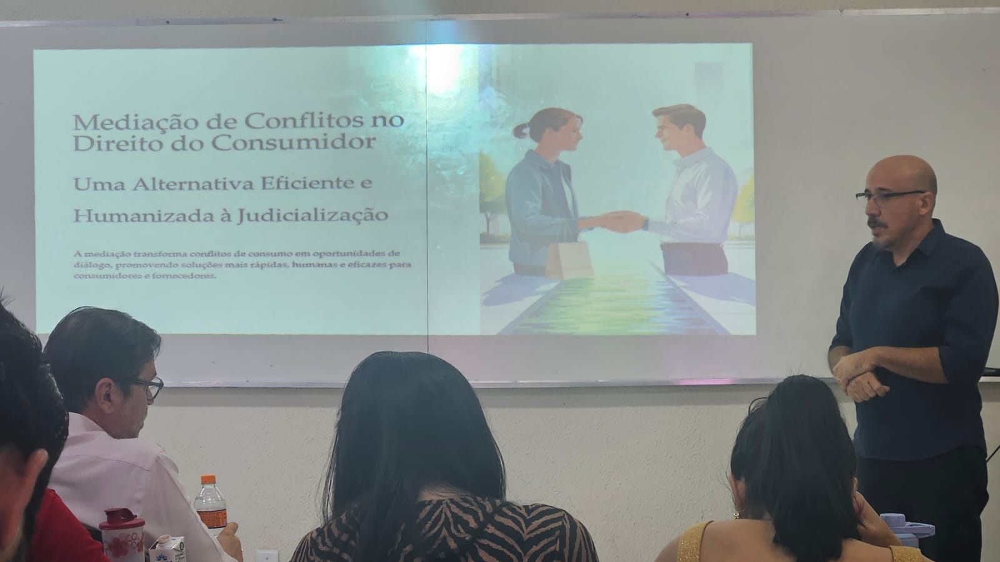 Mediação de Conflitos no
Direito do Consumidor
Uma Alternativa Eficiente e
Humanizada à Judicialização
A mediação transforma conflitos de consumo em oportunidades de
diálogo, promovendo soluções mais rápidas, humanas e eficazes para
consumidores e fornecedores.